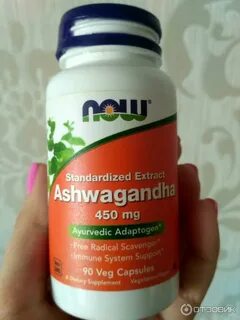 NOW
Standardized Extract
Ashwagandha
450 mg
Ayurvedic Adaptogen*
•Free Radical Scavenger*
•Immune System Support*
90 Veg Capsules
A Dietary Supplement
ОТЗОВИК